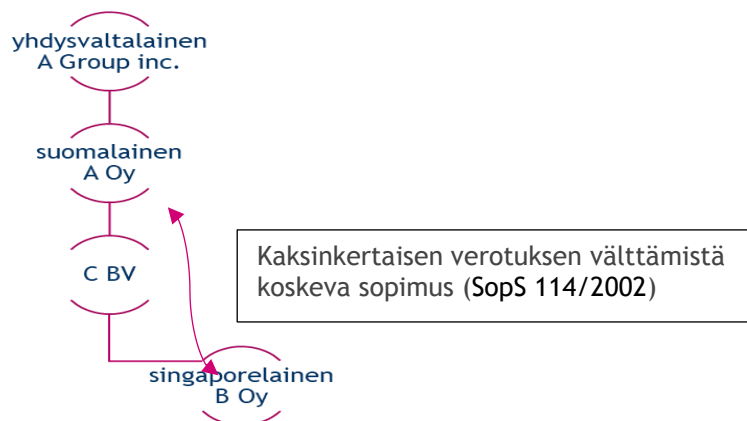 yhdysvaltalainen
A Group inc.
suomalainen
A Oy
C BV
Kaksinkertaisen verotuksen välttämistä
koskeva sopimus (SopS 114/2002)
singaporelainen
B Oy